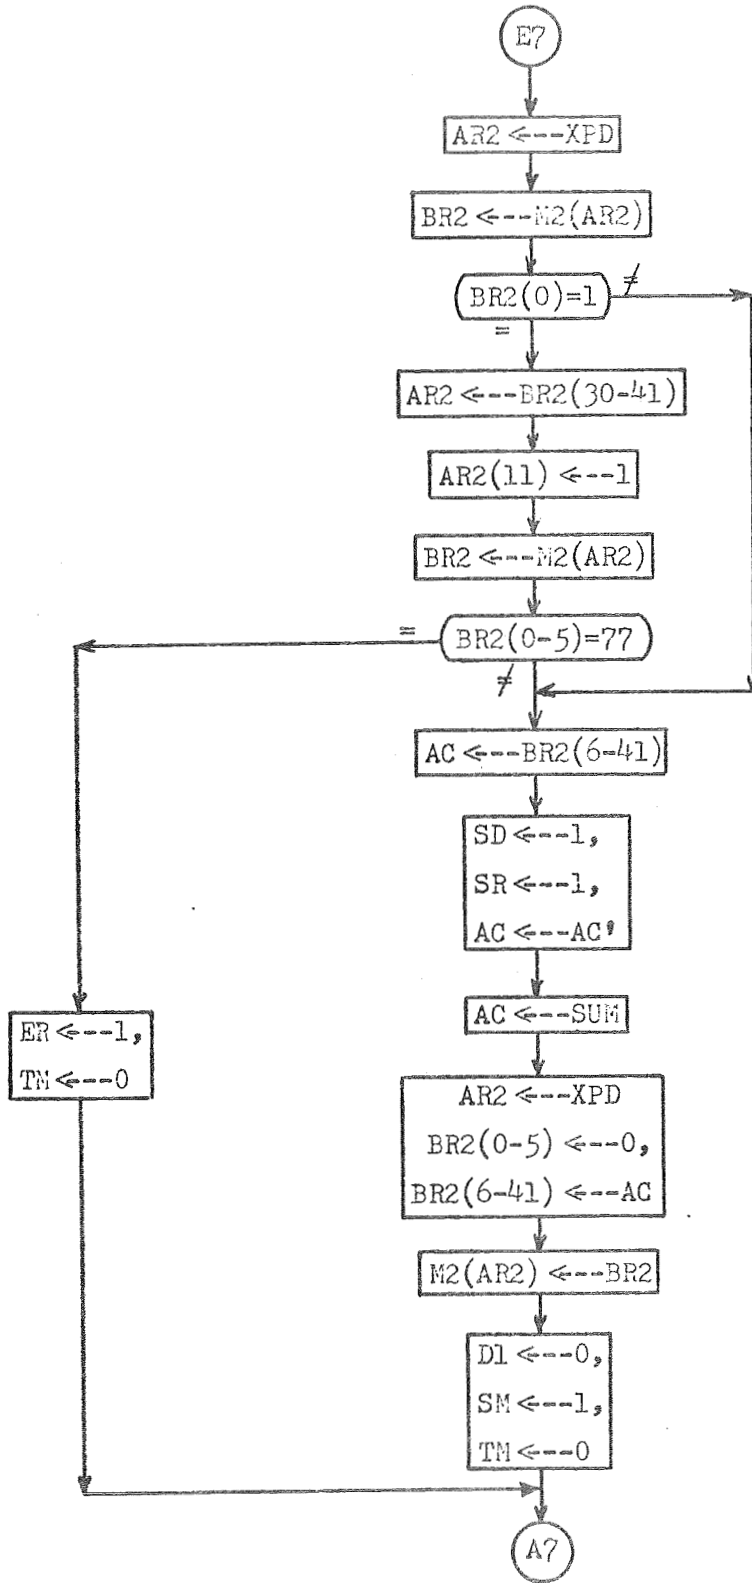 E7
AR2 <---XPD
BR2 <---M2(AR2)
BR2(0)=1
≠
=
AR2 <---BR2(30-41)
AR2(11) <---1
BR2 <---M2(AR2)
=
BR2(0-5)=77
≠
AC <---BR2(6-41)
SD <---1,
SR <---1,
AC <---AC'
AC <---SUM
ER <---1,
TM <---0
AR2 <---XPD
BR2(0-5) <---0,
BR2(6-41) <---AC
M2(AR2) <---BR2
D1 <---0,
SM <---1,
TM <---0
A7